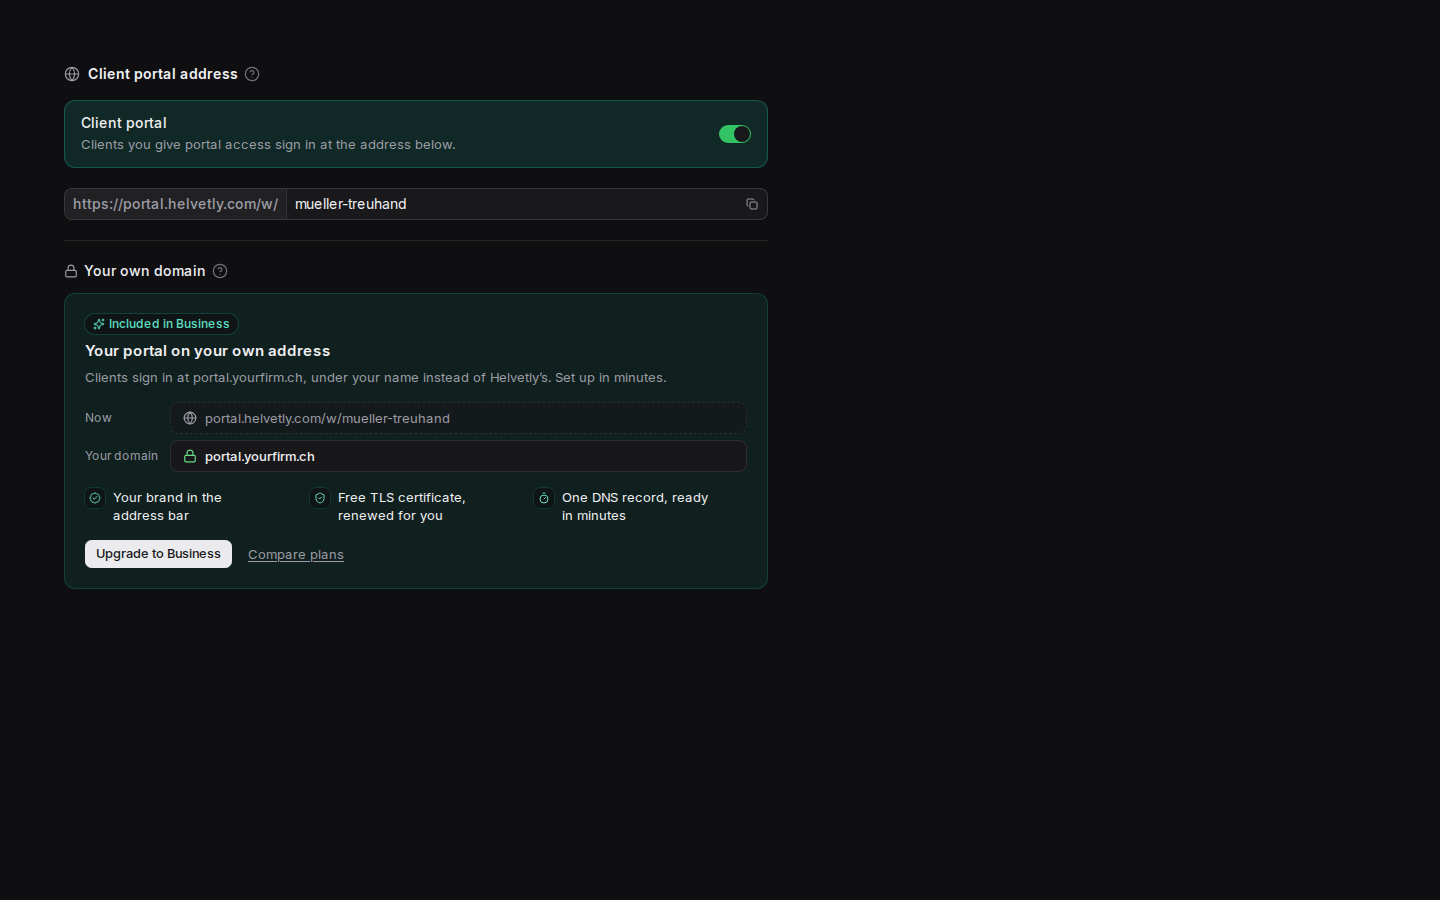 Client portal address
Client portal
Clients you give portal access sign in at the address below.
https://portal.helvetly.com/w/ mueller-treuhand
Your own domain
Included in Business
Your portal on your own address
Clients sign in at portal.yourfirm.ch, under your name instead of Helvetly's. Set up in minutes.
Now portal.helvetly.com/w/mueller-treuhand
Your domain portal.yourfirm.ch
Your brand in the
address bar
Free TLS certificate,
renewed for you
One DNS record, ready
in minutes
Upgrade to Business Compare plans